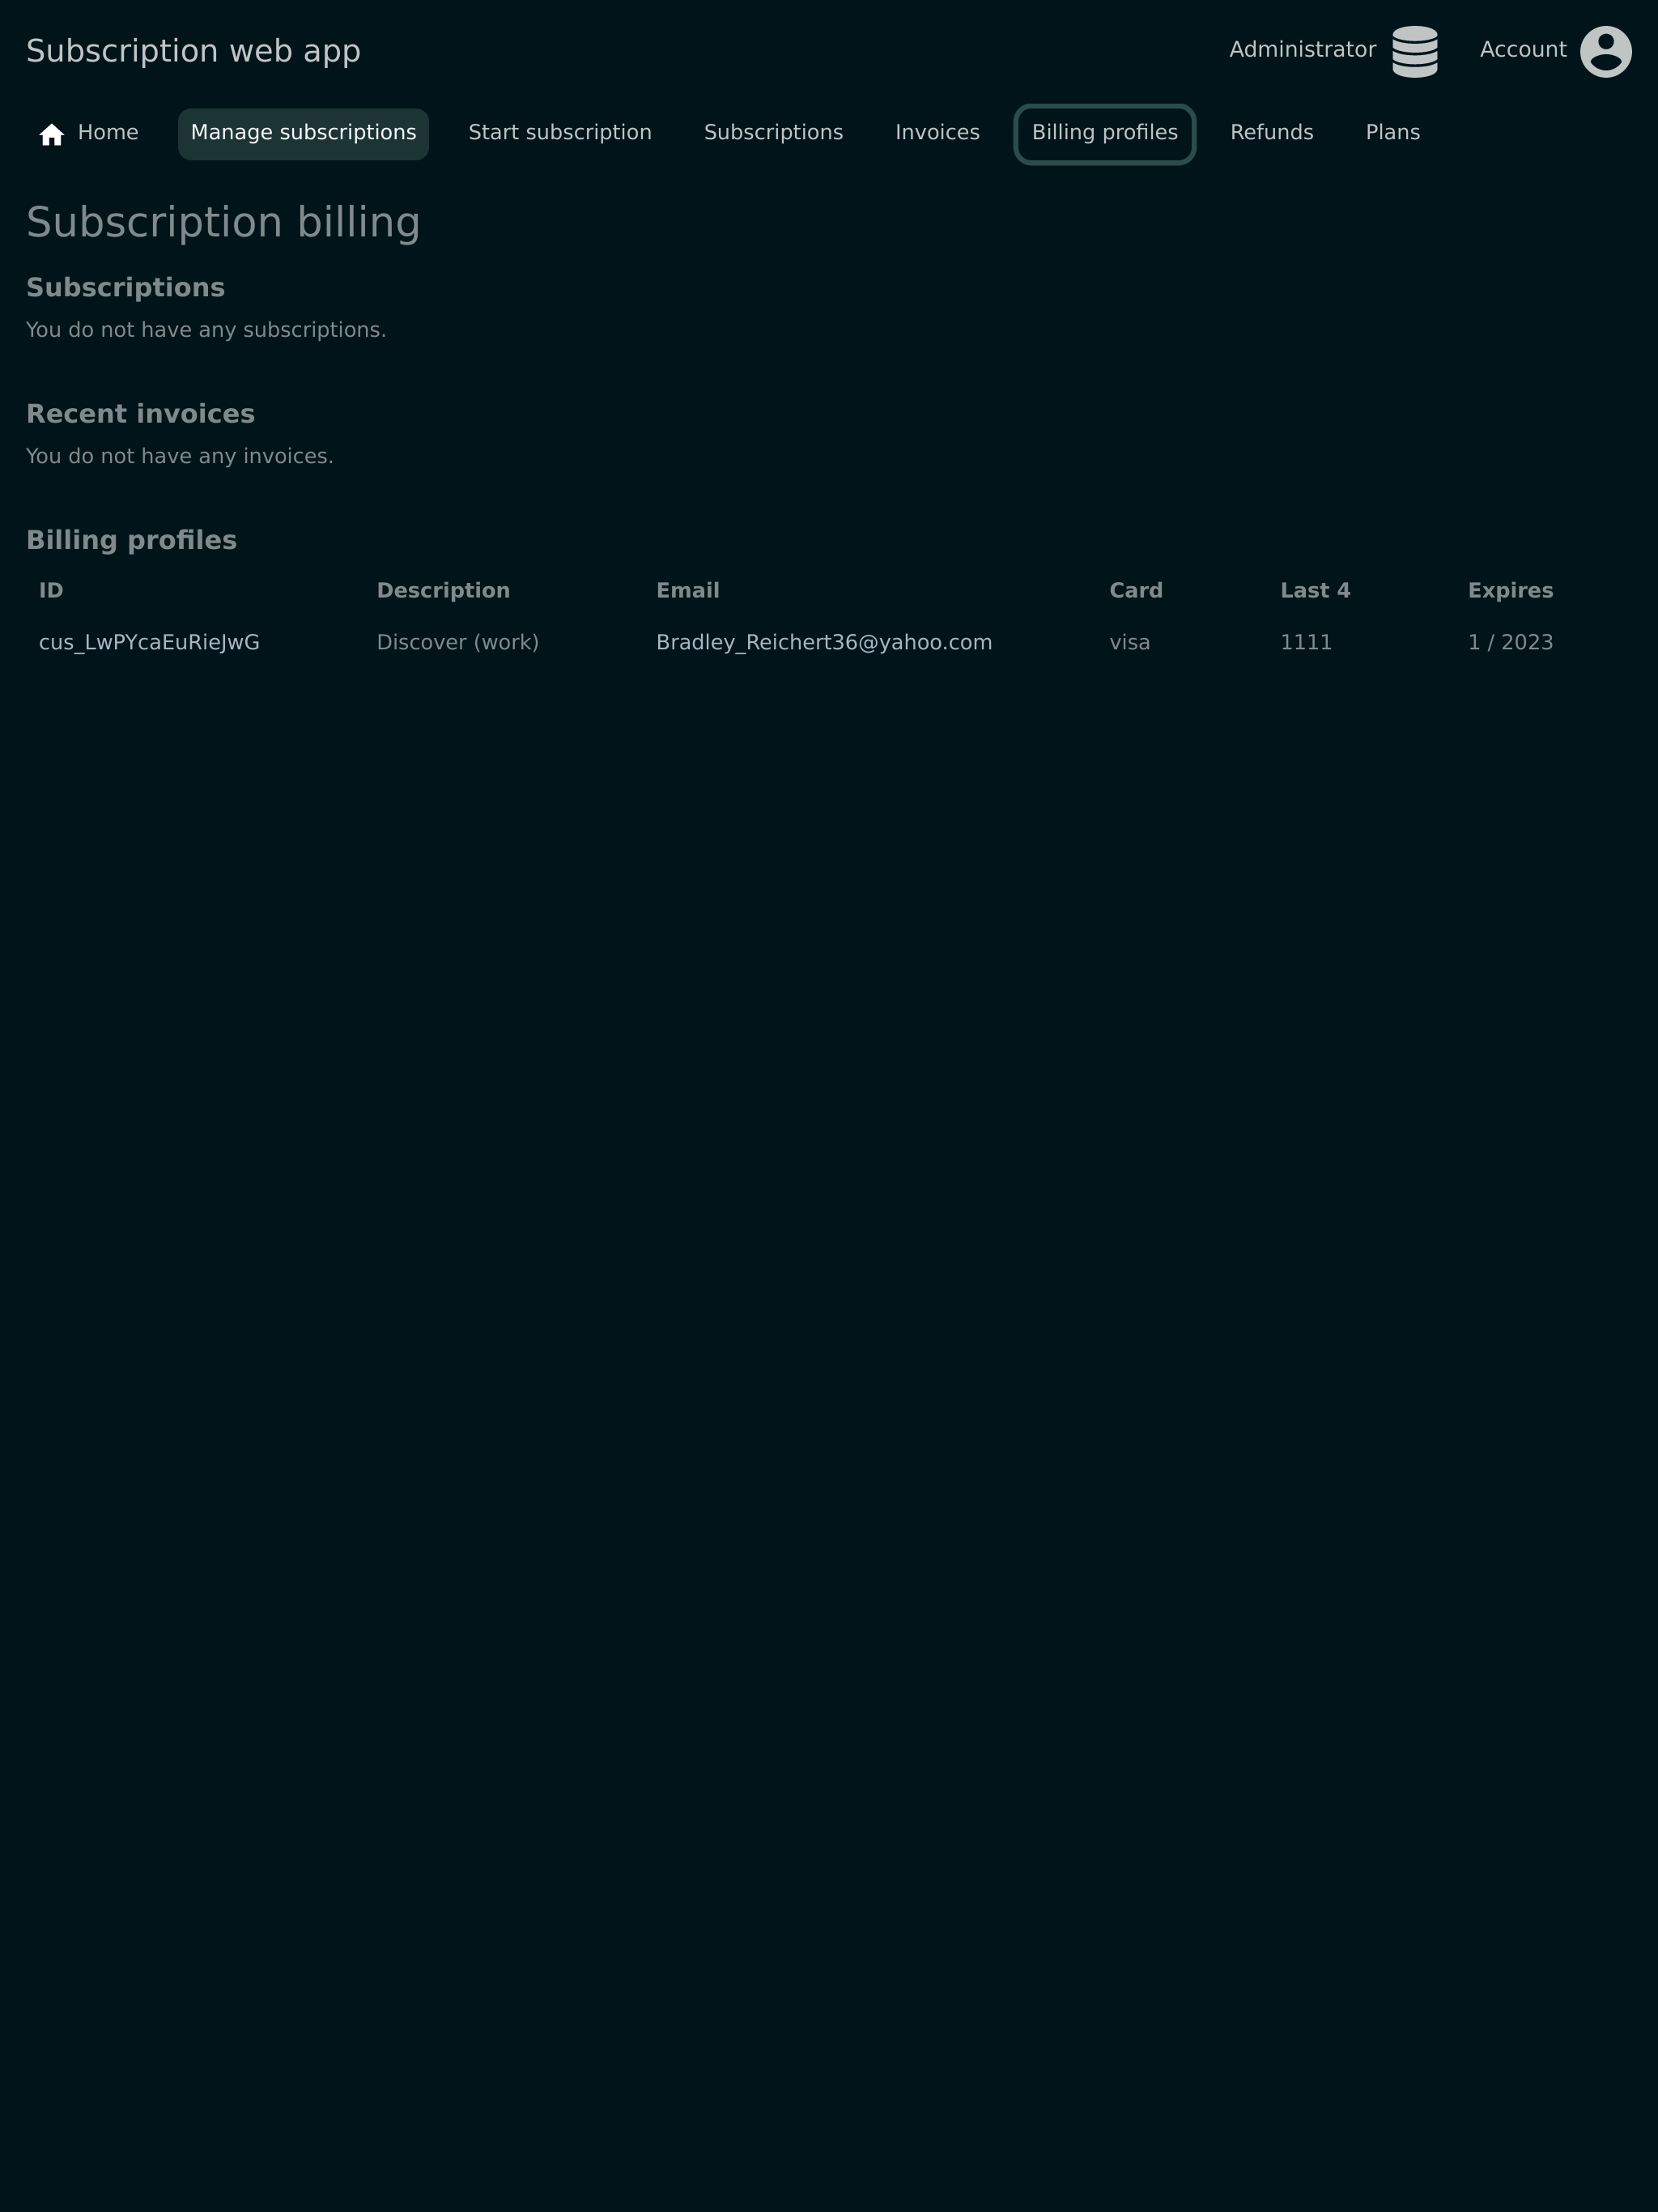 Subscription web app
Administrator Account
Home Manage subscriptions Start subscription Subscriptions Invoices Billing profiles Refunds Plans
Subscription billing
Subscriptions
You do not have any subscriptions.
Recent invoices
You do not have any invoices.
Billing profiles
ID Description Email Card Last 4 Expires
cus_LwPYcaEuRieJwG Discover (work) Bradley_Reichert36@yahoo.com visa 1111 1 / 2023